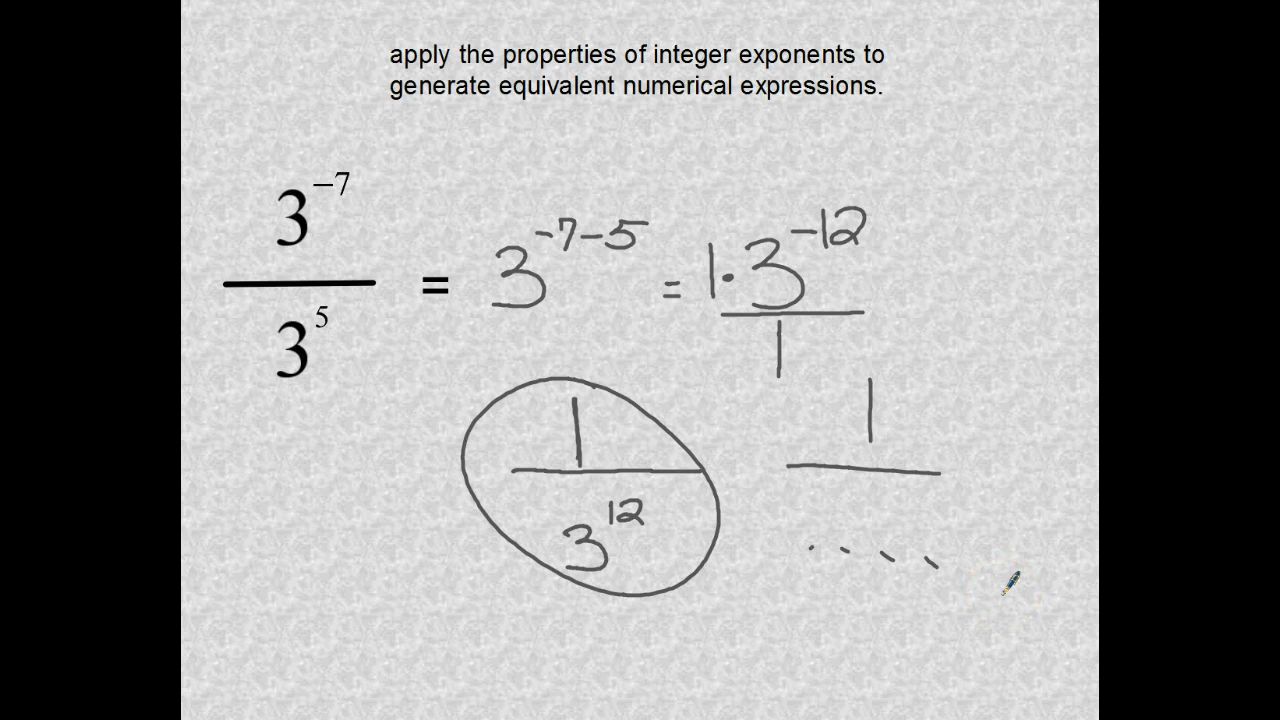 apply the properties of integer exponents to
generate equivalent numerical expressions.
3^{-7} / 3^{5} = 3^{-7-5} = 1·3^{-12} / 1
1 / 3^{12}
1 / ....